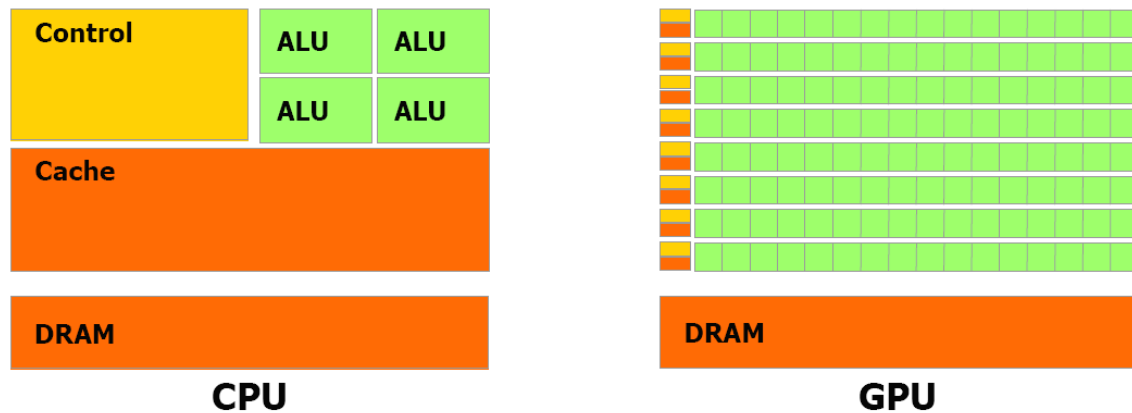 Control
ALU ALU
ALU ALU
Cache
DRAM
CPU
DRAM
GPU